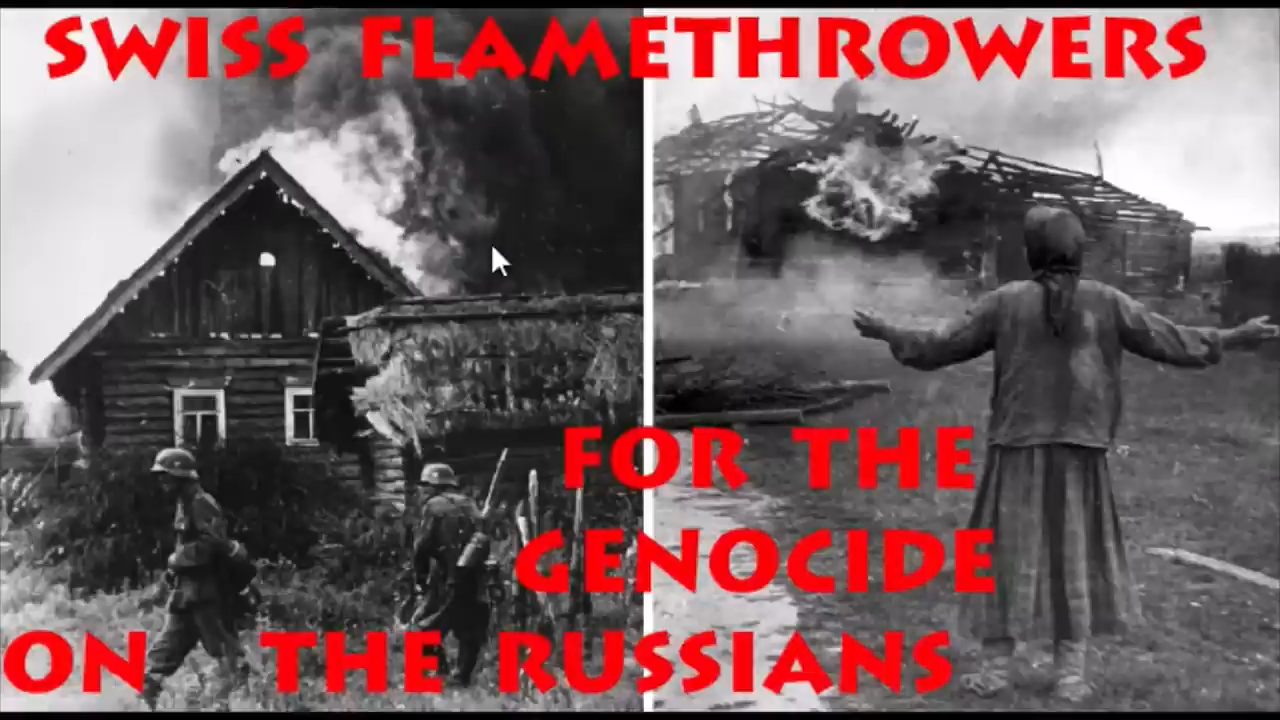 SWISS FLAMETHROWERS
FOR THE
GENOCIDE
ON THE RUSSIANS